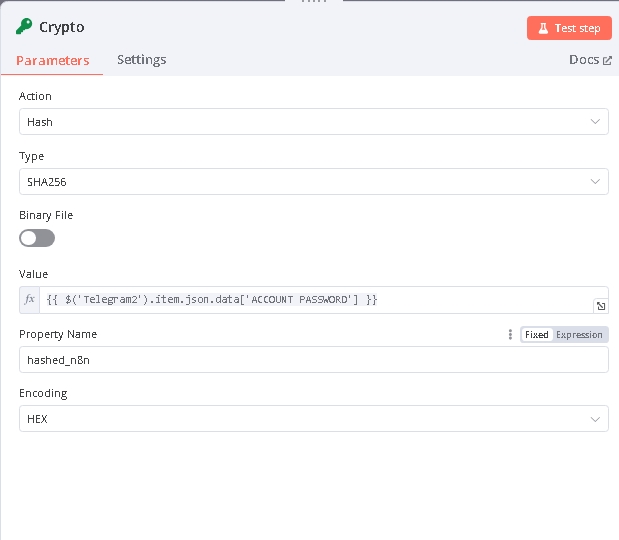 Crypto
Test step
Parameters
Settings
Docs
Action
Hash
Type
SHA256
Binary File
Value
fx {{ $('Telegram2').item.json.data['ACCOUNT PASSWORD'] }}
Property Name
Fixed Expression
hashed_n8n
Encoding
HEX